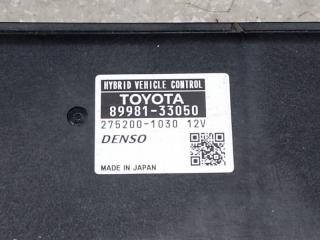 HYBRID VEHICLE CONTROL
TOYOTA
89981-33050
275200-1030 12V
DENSO
MADE IN JAPAN